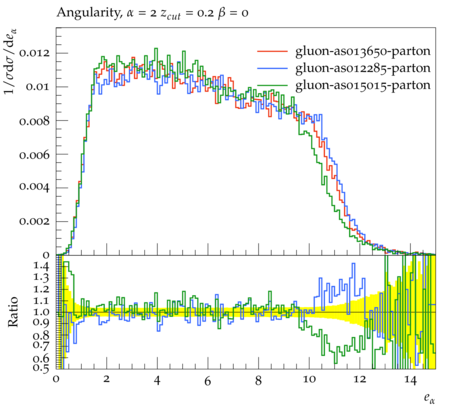 Angularity, α = 2 z_cut = 0.2 β = 0
1/σdσ/de_α
0.012
0.01
0.008
0.006
0.004
0.002
0
gluon-as013650-parton
gluon-as012285-parton
gluon-as015015-parton
Ratio
1.4
1.3
1.2
1.1
1.0
0.9
0.8
0.7
0.6
0.5
0 2 4 6 8 10 12 14
e_α